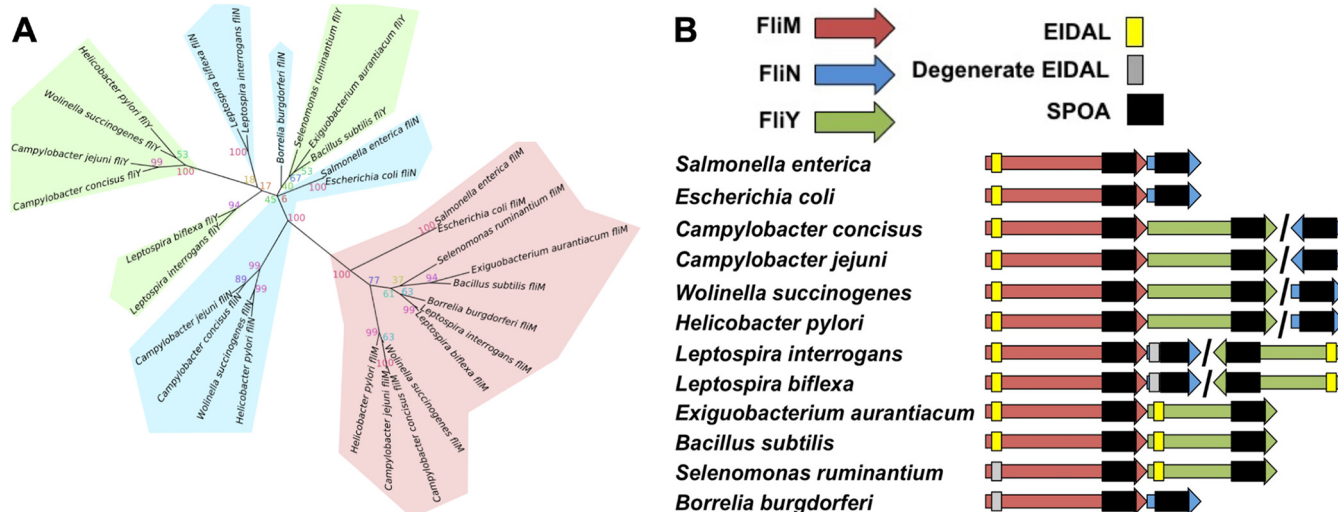 A
Helicobacter pylori fliY
Wolinella succinogenes fliY
Campylobacter jejuni fliY
Campylobacter concisus fliY
53
99
100
Leptospira biflexa fliN
Leptospira interrogans fliN
100
Borrelia burgdorferi fliN
Selenomonas ruminantium fliY
Exiguobacterium aurantiacum fliY
Bacillus subtilis fliY
Salmonella enterica fliN
Escherichia coli fliN
53
67
40
100
18
17
45
6
94
Leptospira biflexa fliY
Leptospira interrogans fliY
100
99
89
99
Campylobacter jejuni fliN
Campylobacter concisus fliN
Wolinella succinogenes fliN
Helicobacter pylori fliN
Salmonella enterica fliM
100
Escherichia coli fliM
Selenomonas ruminantium fliM
Exiguobacterium aurantiacum fliM
Bacillus subtilis fliM
100
77
37
94
61
63
Borrelia burgdorferi fliM
99
Leptospira interrogans fliM
Leptospira biflexa fliM
99
63
100
Helicobacter pylori fliM
Campylobacter jejuni fliM
Campylobacter concisus fliM
Wolinella succinogenes fliM
B
FliM
EIDAL
FliN
Degenerate EIDAL
FliY
SPOA
Salmonella enterica
Escherichia coli
Campylobacter concisus
/
Campylobacter jejuni
Wolinella succinogenes
/
Helicobacter pylori
Leptospira interrogans
/
Leptospira biflexa
Exiguobacterium aurantiacum
Bacillus subtilis
Selenomonas ruminantium
Borrelia burgdorferi